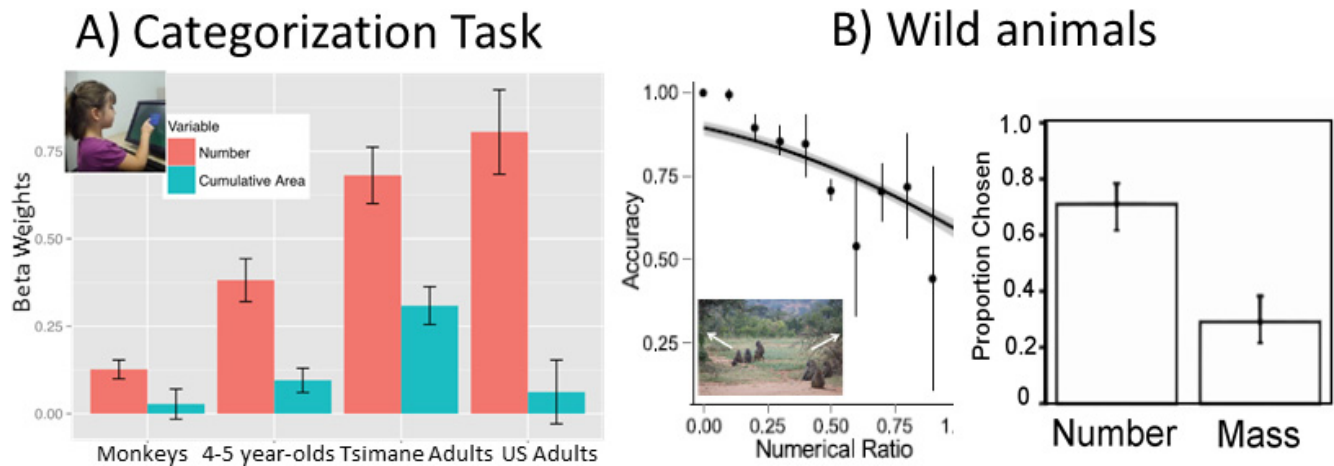 A) Categorization Task
B) Wild animals
Variable
Number
Cumulative Area
Beta Weights
0.75
0.50
0.25
0.00
Monkeys 4-5 year-olds Tsimane Adults US Adults
Accuracy
1.00
0.75
0.50
0.25
0.00 0.25 0.50 0.75 1.
Numerical Ratio
Proportion Chosen
1.0
0.8
0.6
0.4
0.2
0
Number Mass